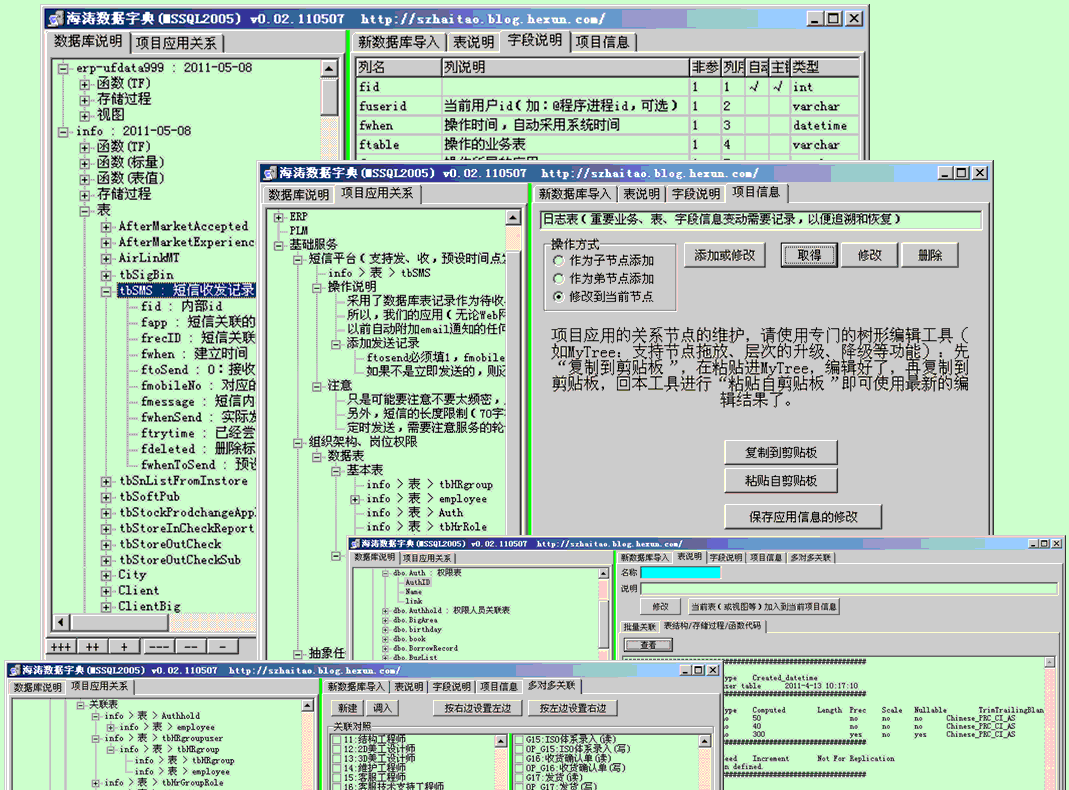 海涛数据字典(MSSQL2005) v0.02.110507 http://szhaitao.blog.hexun.com/
数据库说明 项目应用关系
erp-ufdata999 : 2011-05-08
函数(TF)
存储过程
视图
info : 2011-05-08
函数(TF)
函数(标量)
函数(表值)
存储过程
表
AfterMarketAccepted
AfterMarketExperienc
AirLinkMT
tbSigBin
tbSMS : 短信收发记录
fid : 内部id
fapp : 短信关联的
frecID : 短信关联
fwhen : 建立时间
ftoSend : 0：接收
fmobileNo : 对应的
fmessage : 短信内
fwhenSend : 实际发
ftrytime : 已经尝
fdeleted : 删除标
fwhenToSend : 预设
tbSnListFromInstore
tbSoftPub
tbStockProdchangeAppl
tbStoreInCheckReport
tbStoreOutCheck
tbStoreOutCheckSub
City
Client
ClientBig
+++ ++ + --- -- -
新数据库导入 表说明 字段说明 项目信息
列名 列说明 非参 列序 自动 主键 类型
fid 1 1 √ √ int
fuserid 当前用户id(加：@程序进程id，可选) 1 2 varchar
fwhen 操作时间，自动采用系统时间 1 3 datetime
ftable 操作的业务表 1 4 varchar
海涛数据字典(MSSQL2005) v0.02.110507 http://szhaitao.blog.hexun.com/
数据库说明 项目应用关系
ERP
PLM
基础服务
短信平台(支持发、收，预设时间点发
info > 表 > tbSMS
操作说明
采用了数据库表记录作为待收
所以，我们的应用(无论Web网
以前自动附加email通知的任何
添加发送记录
ftosend必须填1，fmobile
如果不是立即发送的，则还
注意
只是可能要注意不要太频密，
另外，短信的长度限制(70字
定时发送，需要注意服务的轮
组织架构、岗位权限
数据表
基本表
info > 表 > tbHRgroup
info > 表 > employee
info > 表 > Auth
info > 表 > tbHrRole
抽象任
新数据库导入 表说明 字段说明 项目信息
日志表(重要业务、表、字段信息变动需要记录，以便追溯和恢复)
操作方式
作为子节点添加
作为弟节点添加
修改到当前节点
添加或修改 取得 修改 删除
项目应用的关系节点的维护，请使用专门的树形编辑工具(
如MyTree：支持节点拖放、层次的升级、降级等功能)：先
“复制到剪贴板”，在粘贴进MyTree，编辑好了，再复制到
剪贴板，回本工具进行“粘贴自剪贴板”即可使用最新的编
辑结果了。
复制到剪贴板
粘贴自剪贴板
保存应用信息的修改
海涛数据字典(MSSQL2005) v0.02.110507 http://szhaitao.blog.hexun.com/
数据库说明 项目应用关系
dbo.Auth : 权限表
AuthID
Name
link
dbo.Authhold : 权限人员关联表
dbo.BigArea
dbo.birthday
dbo.book
dbo.BorrowRecord
dbo.BugList
新数据库导入 表说明 字段说明 项目信息 多对多关联
名称
说明
修改 当前表(或视图等)加入到当前项目信息
批量关联 表结构/存储过程/函数代码
查看
##########
ype Created_datetime
ser table 2011-4-13 10:17:10
ype Computed Length Prec Scale Nullable TrimTrailingBlan
o 50 no no Chinese_PRC_CI_AS
o 40 no no Chinese_PRC_CI_AS
o 300 yes no yes Chinese_PRC_CI_AS
eed Increment Not For Replication
n defined.
海涛数据字典(MSSQL2005) v0.02.110507 http://szhaitao.blog.hexun.com/
数据库说明 项目应用关系
关联表
info > 表 > Authhold
info > 表 > employee
info > 表 > tbHRgroupuser
info > 表 > tbHRgroup
info > 表 > tbHRgroup
info > 表 > employee
info > 表 > tbHrGroupRole
新数据库导入 表说明 字段说明 项目信息 多对多关联
新建 调入 按右边设置左边 按左边设置右边
关联对照
11:结构工程师
12:2D美工设计师
13:3D美工设计师
14:维护工程师
15:客服工程师
16:客服技术支持工程师
G15:ISO体系录入(读)
OP_G15:ISO体系录入(写)
G16:收货确认单(读)
OP_G16:收货确认单(写)
G17:发货(读)
OP_G17:发货(写)